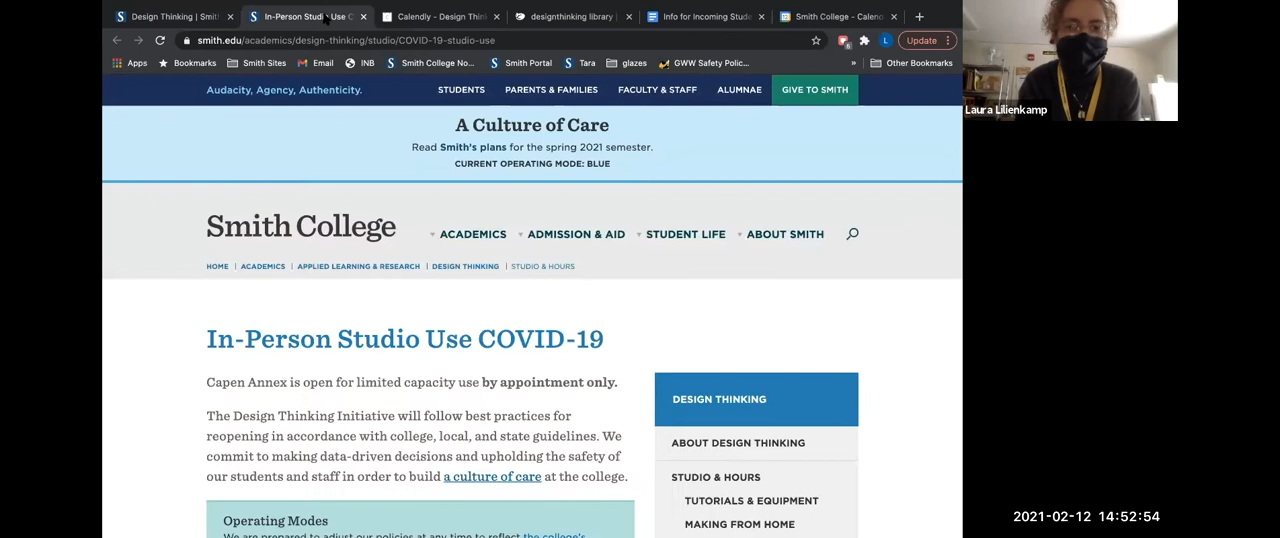 Design Thinking | Smit
In-Person Studio Use C
Calendly - Design Think
designthinking library |
Info for Incoming Stude
Smith College - Calend
smith.edu/academics/design-thinking/studio/COVID-19-studio-use
L
Update
Apps
Bookmarks
Smith Sites
Email
INB
Smith College No...
Smith Portal
Tara
glazes
GWW Safety Polic...
»
Other Bookmarks
Audacity, Agency, Authenticity.
STUDENTS
PARENTS & FAMILIES
FACULTY & STAFF
ALUMNAE
GIVE TO SMITH
A Culture of Care
Read Smith's plans for the spring 2021 semester.
CURRENT OPERATING MODE: BLUE
Smith College
ACADEMICS
ADMISSION & AID
STUDENT LIFE
ABOUT SMITH
HOME | ACADEMICS | APPLIED LEARNING & RESEARCH | DESIGN THINKING | STUDIO & HOURS
In-Person Studio Use COVID-19
Capen Annex is open for limited capacity use by appointment only.
The Design Thinking Initiative will follow best practices for
reopening in accordance with college, local, and state guidelines. We
commit to making data-driven decisions and upholding the safety of
our students and staff in order to build a culture of care at the college.
Operating Modes
We are prepared to adjust our policies at any time to reflect the college's
DESIGN THINKING
ABOUT DESIGN THINKING
STUDIO & HOURS
TUTORIALS & EQUIPMENT
MAKING FROM HOME
Laura Lilienkamp
2021-02-12 14:52:54